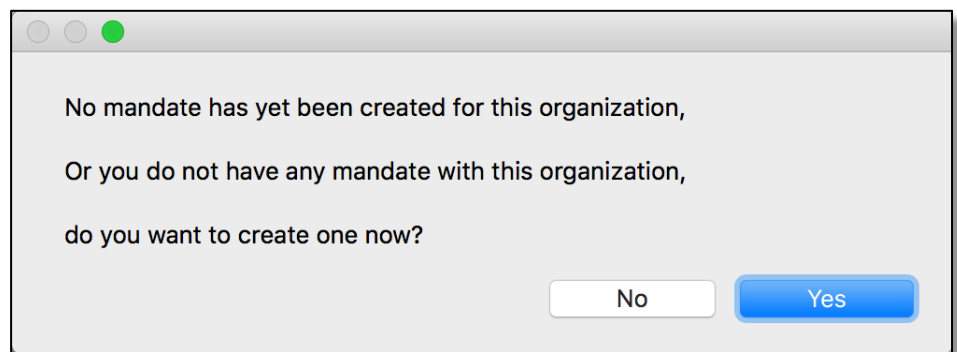 No mandate has yet been created for this organization,
Or you do not have any mandate with this organization,
do you want to create one now?
No
Yes